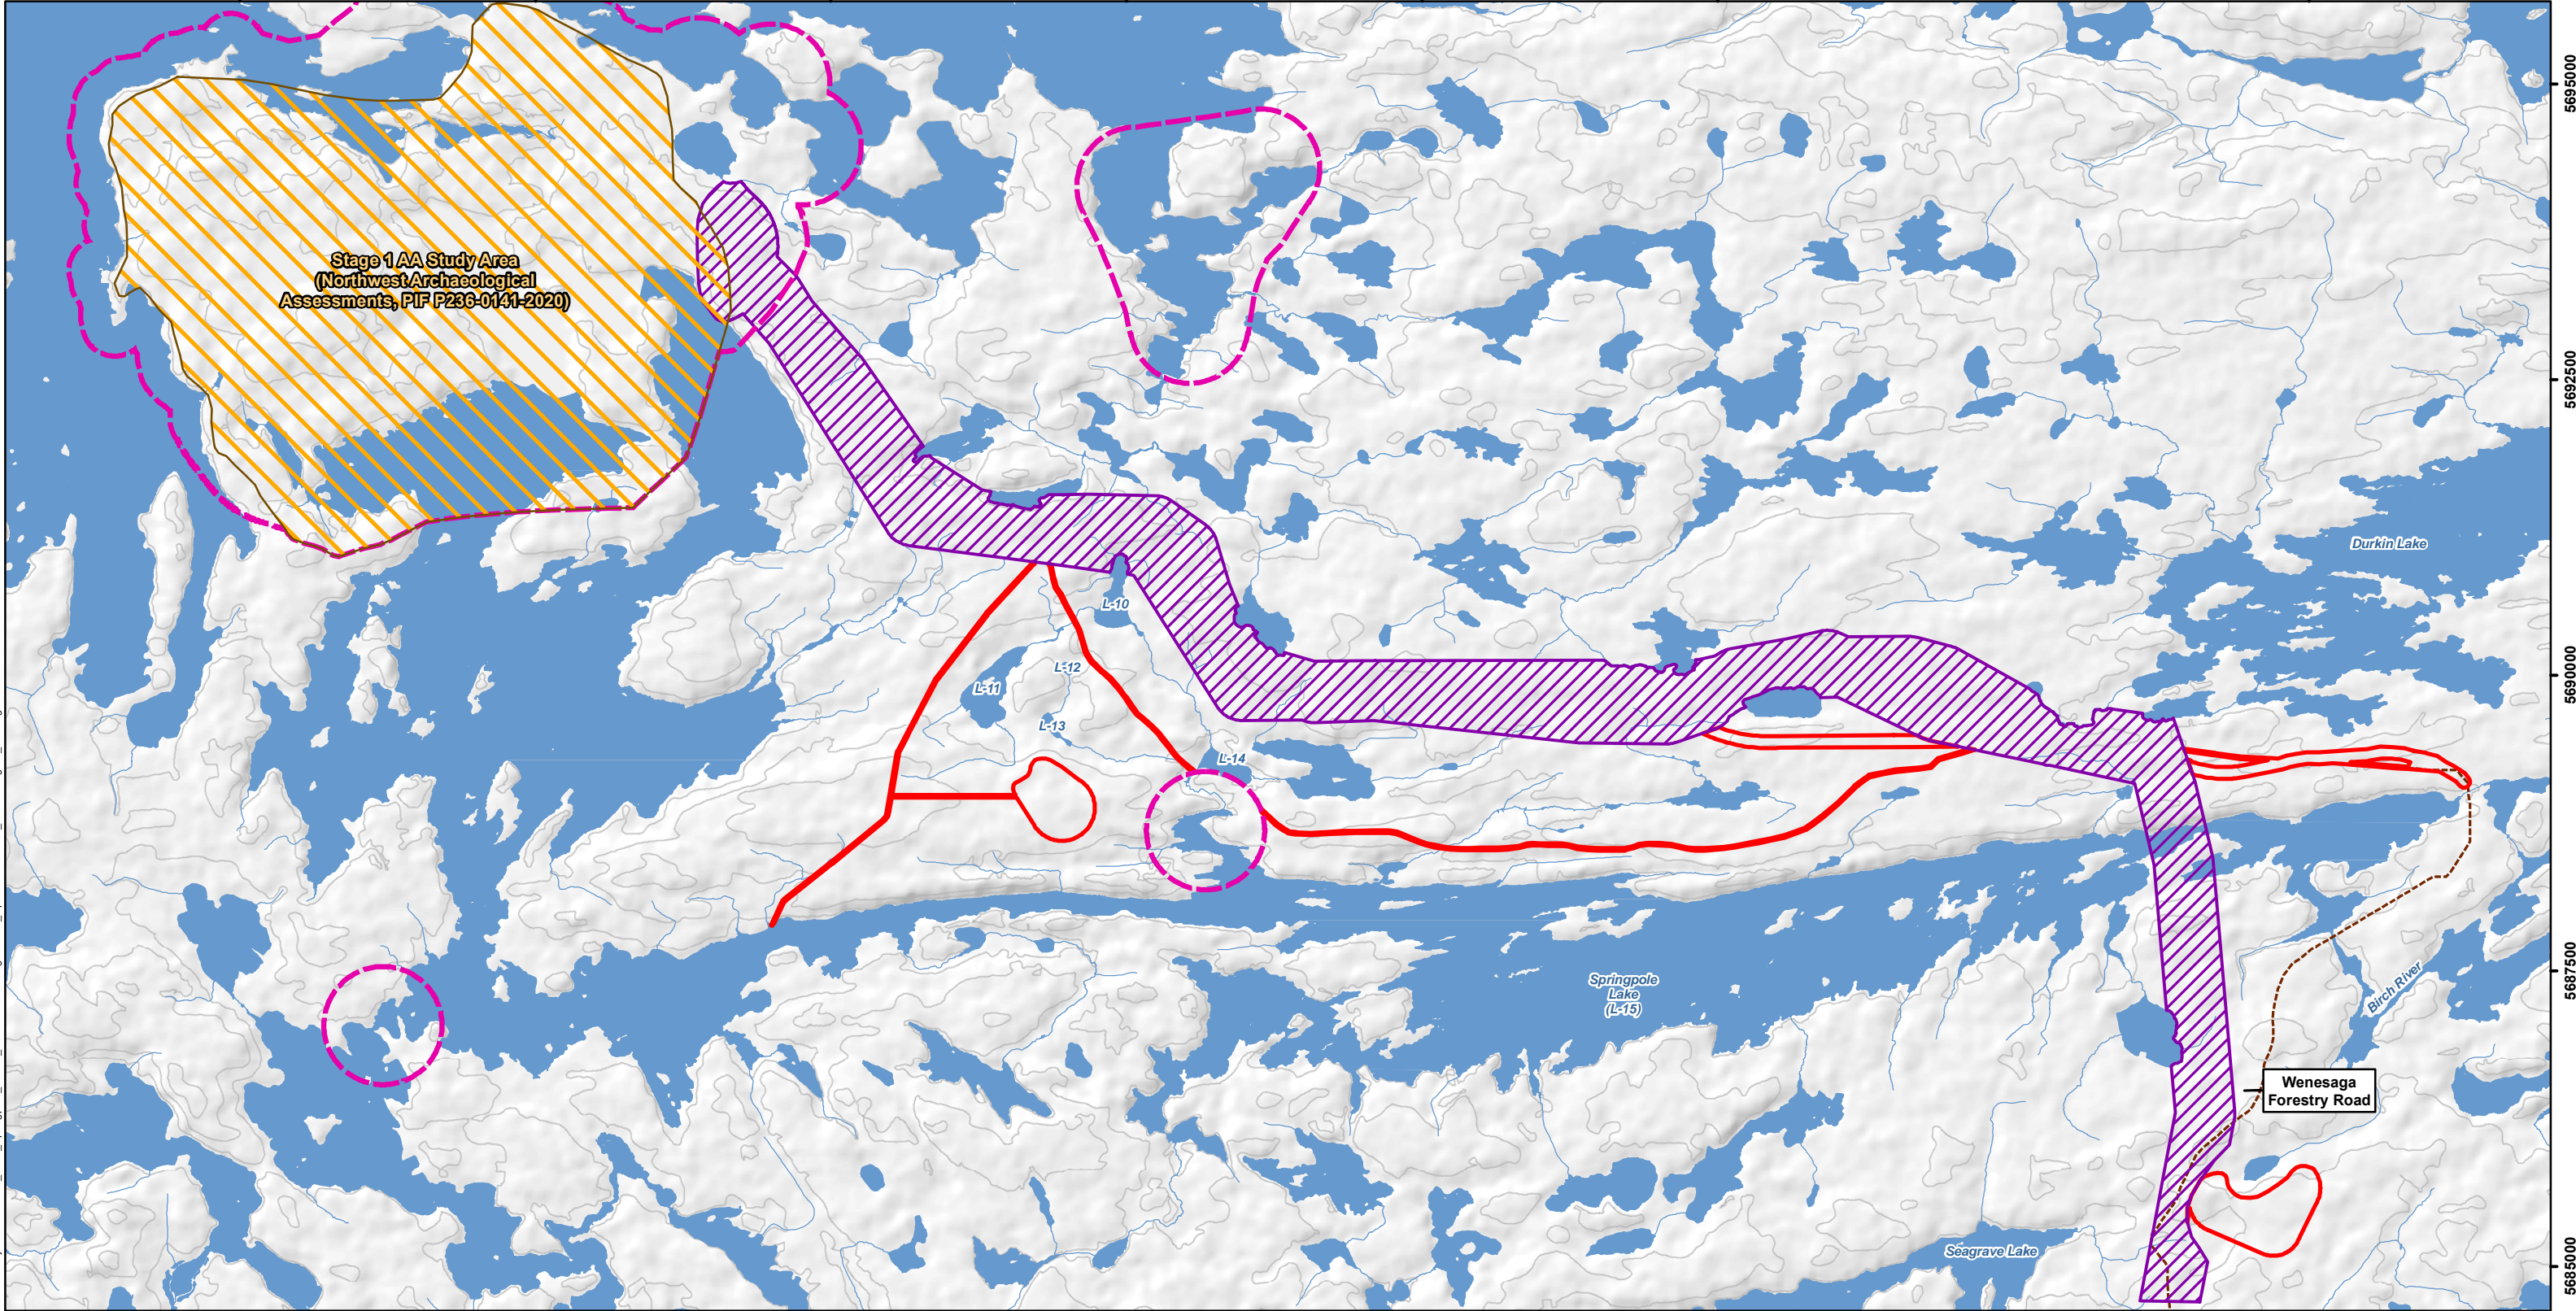 Stage 1 AA Study Area
(Northwest Archaeological
Assessments, PIF P236-0141-2020)
5695000
5692500
Durkin Lake
L-10
L-12
L-11
L-13
L-14
5690000
Springpole
Lake
(L-15)
Birch River
5687500
Wenesaga
Forestry Road
Seagrave Lake
5685000